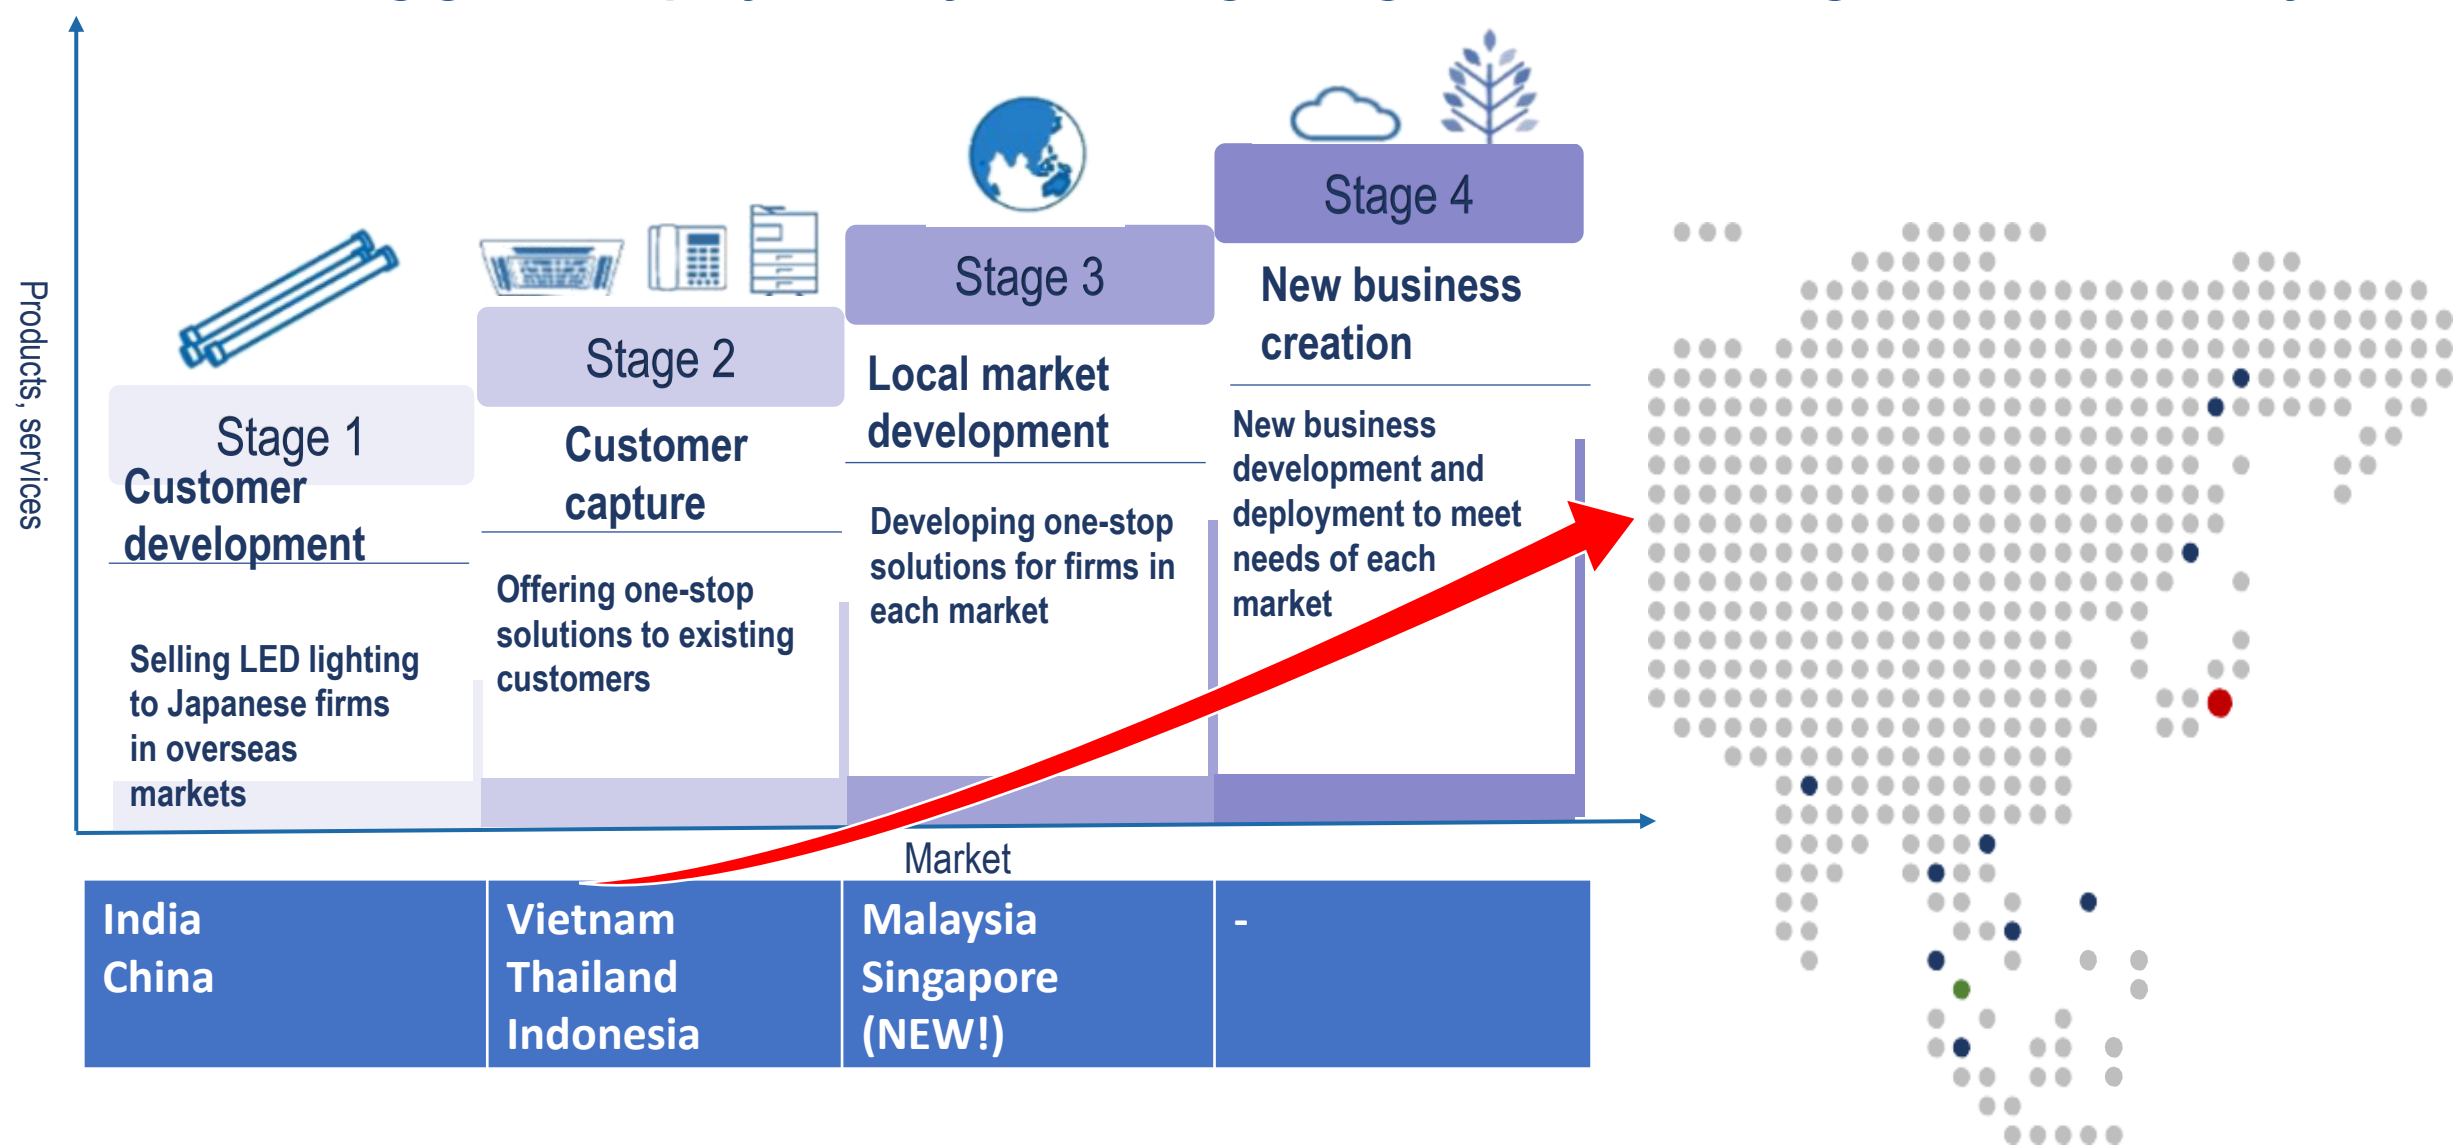 Products, services
Stage 1
Customer
development
Selling LED lighting
to Japanese firms
in overseas
markets
Stage 2
Customer
capture
Offering one-stop
solutions to existing
customers
Stage 3
Local market
development
Developing one-stop
solutions for firms in
each market
Stage 4
New business
creation
New business
development and
deployment to meet
needs of each
market
Market
India
China
Vietnam
Thailand
Indonesia
Malaysia
Singapore
(NEW!)
-